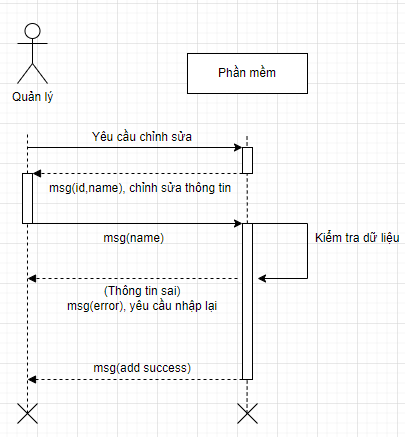 Phần mềm
Quản lý
Yêu cầu chỉnh sửa
msg(id,name), chỉnh sửa thông tin
msg(name)
Kiểm tra dữ liệu
(Thông tin sai)
msg(error), yêu cầu nhập lại
msg(add success)